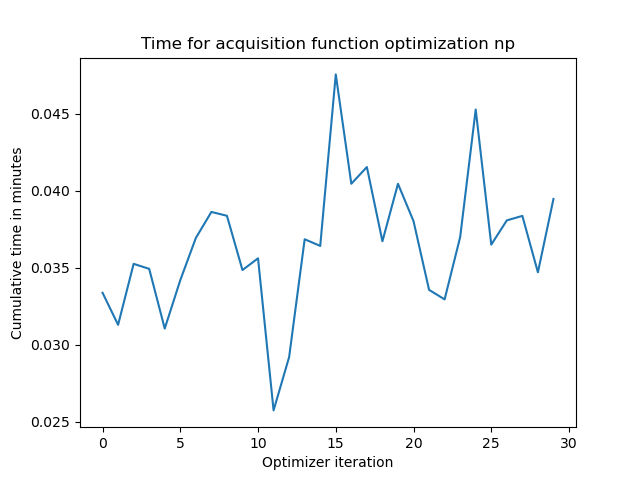 Time for acquisition function optimization np
Cumulative time in minutes
0.045
0.040
0.035
0.030
0.025
0 5 10 15 20 25 30
Optimizer iteration